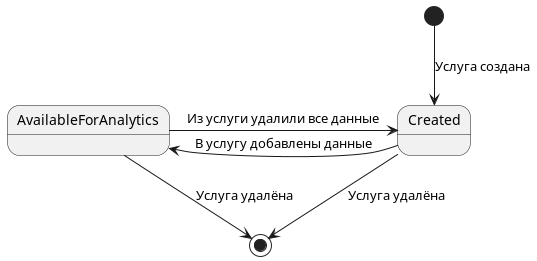 Услуга создана
AvailableForAnalytics
Из услуги удалили все данные
Created
В услугу добавлены данные
Услуга удалёна
Услуга удалёна